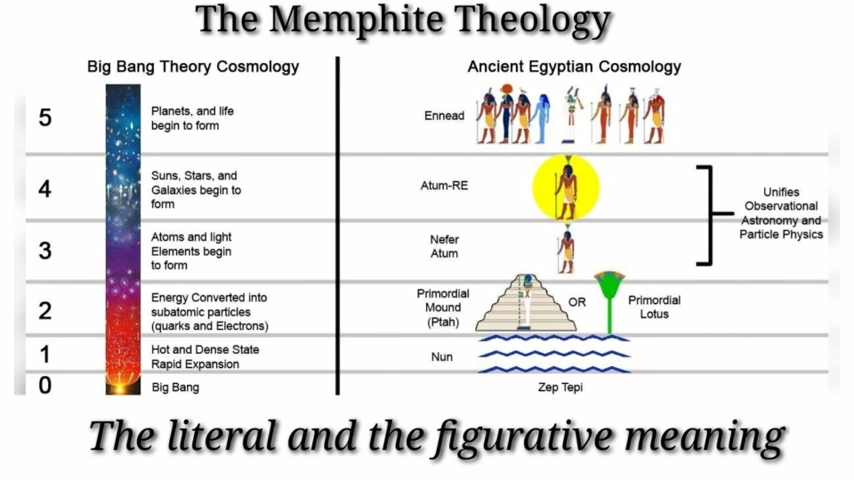 The Memphite Theology
Big Bang Theory Cosmology
Ancient Egyptian Cosmology
5
Planets, and life
begin to form
Ennead
4
Suns, Stars, and
Galaxies begin to
form
Atum-RE
3
Atoms and light
Elements begin
to form
Nefer
Atum
Unifies
Observational
Astronomy and
Particle Physics
2
Energy Converted into
subatomic particles
(quarks and Electrons)
Primordial
Mound
(Ptah)
OR
Primordial
Lotus
1
Hot and Dense State
Rapid Expansion
Nun
0
Big Bang
Zep Tepi
The literal and the figurative meaning